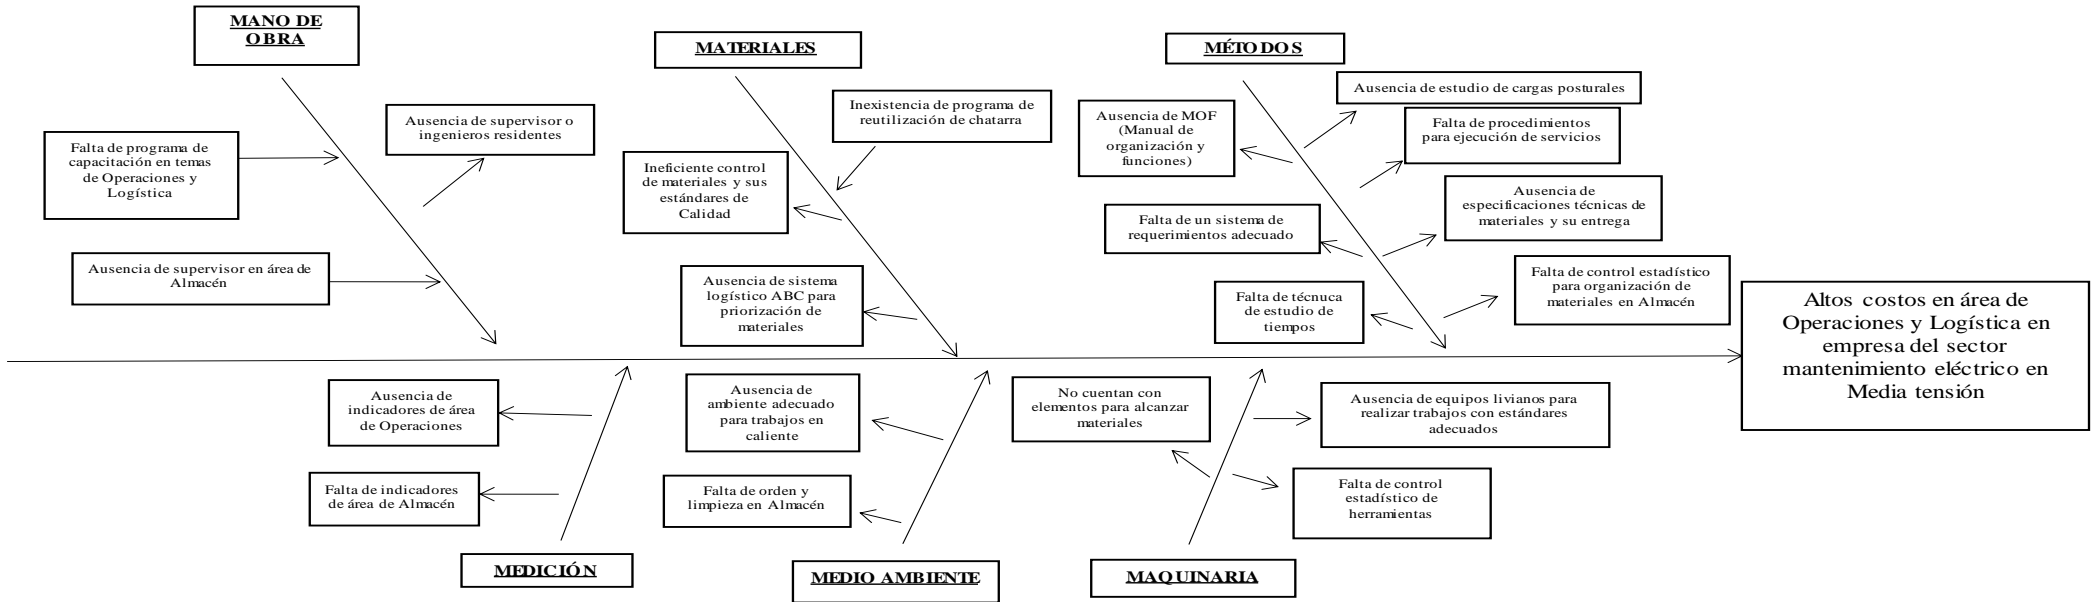 MANO DE
OBRA
MATERIALES
MÉTODOS
Falta de programa de
capacitación en temas
de Operaciones y
Logística
Ausencia de supervisor o
ingenieros residentes
Ausencia de supervisor en área de
Almacén
Inexistencia de programa de
reutilización de chatarra
Ineficiente control
de materiales y sus
estándares de
Calidad
Ausencia de sistema
logístico ABC para
priorización de
materiales
Ausencia de estudio de cargas posturales
Ausencia de MOF
(Manual de
organización y
funciones)
Falta de procedimientos
para ejecución de servicios
Ausencia de
especificaciones técnicas de
materiales y su entrega
Falta de un sistema de
requerimientos adecuado
Falta de control estadístico
para organización de
materiales en Almacén
Falta de técnuca
de estudio de
tiempos
Altos costos en área de
Operaciones y Logística en
empresa del sector
mantenimiento eléctrico en
Media tensión
Ausencia de
indicadores de área
de Operaciones
Falta de indicadores
de área de Almacén
Ausencia de
ambiente adecuado
para trabajos en
caliente
Falta de orden y
limpieza en Almacén
No cuentan con
elementos para alcanzar
materiales
Ausencia de equipos livianos para
realizar trabajos con estándares
adecuados
Falta de control
estadístico de
herramientas
MEDICIÓN
MEDIO AMBIENTE
MAQUINARIA